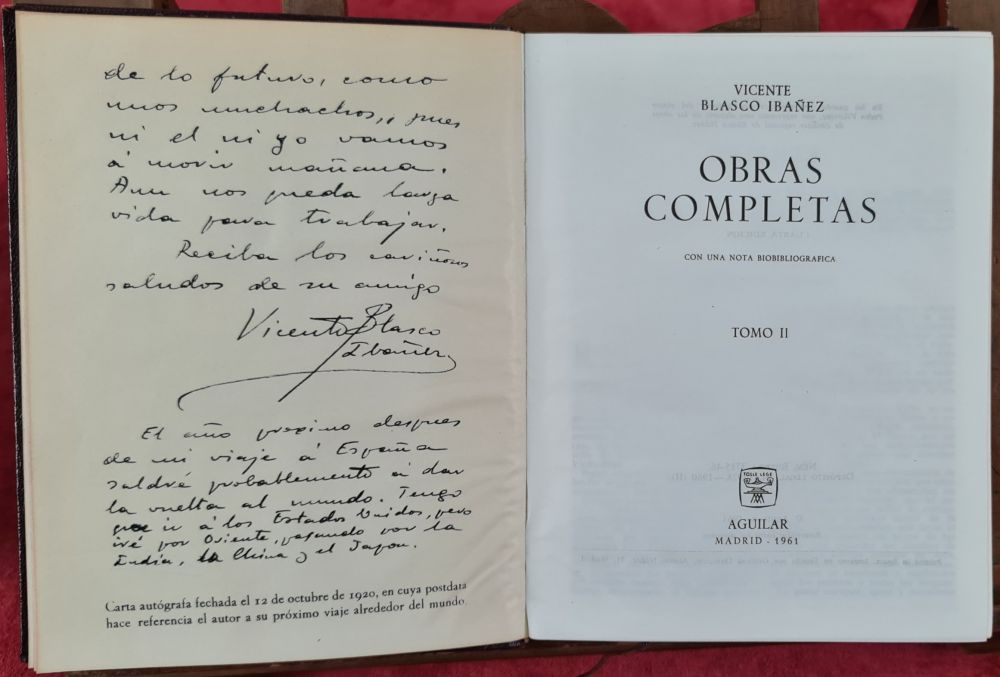 de lo futuro, como
unos muchachos, pues
ni el ni yo vamos
á morir mañana.
Aun nos queda larga
vida para trabajar.
Reciba los cariñosos
saludos de su amigo
Vicente Blasco
Ibañez
El año proximo despues
de mi viaje á España
saldré probablemente á dar
la vuelta al mundo. Tengo
que ir á los Estados Unidos, pero
iré por Oriente, pasando por la
India, la China y el Japon.
Carta autógrafa fechada el 12 de octubre de 1920, en cuya postdata
hace referencia el autor a su próximo viaje alrededor del mundo.
VICENTE
BLASCO IBAÑEZ
OBRAS
COMPLETAS
CON UNA NOTA BIOBIBLIOGRAFICA
TOMO II
TOLLE LEGE
AGUILAR
MADRID - 1961